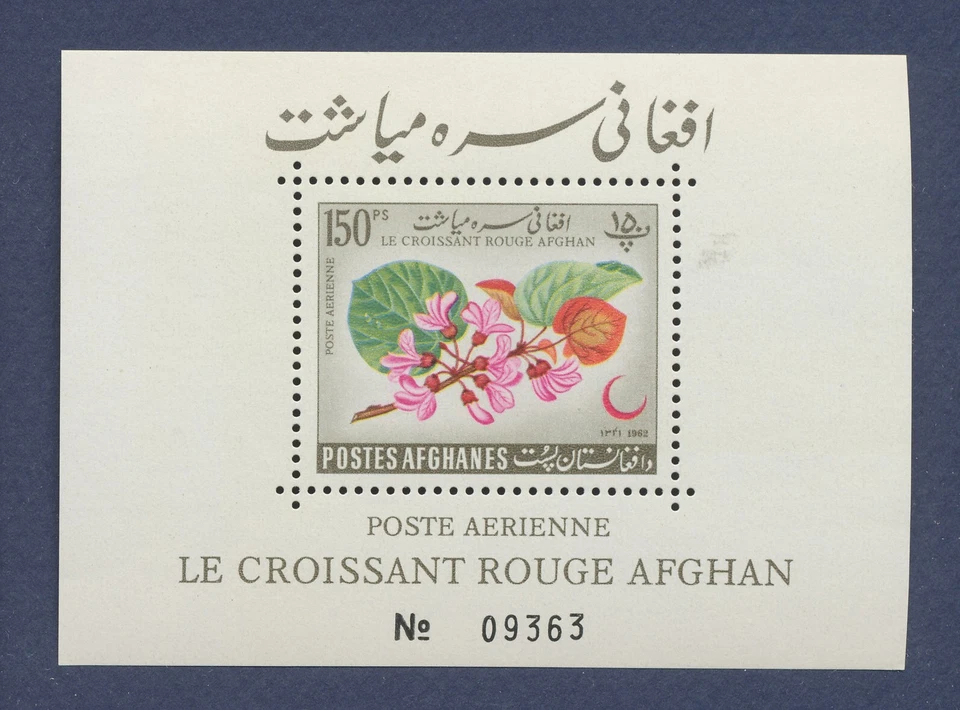 افغانی سره میاشت
150 PS
افغانی سره میاشت
۱۵۰ پ
LE CROISSANT ROUGE AFGHAN
POSTE AERIENNE
۱۳۴۱ 1962
POSTES AFGHANES دافغانستان پست
POSTE AERIENNE
LE CROISSANT ROUGE AFGHAN
№ 09363